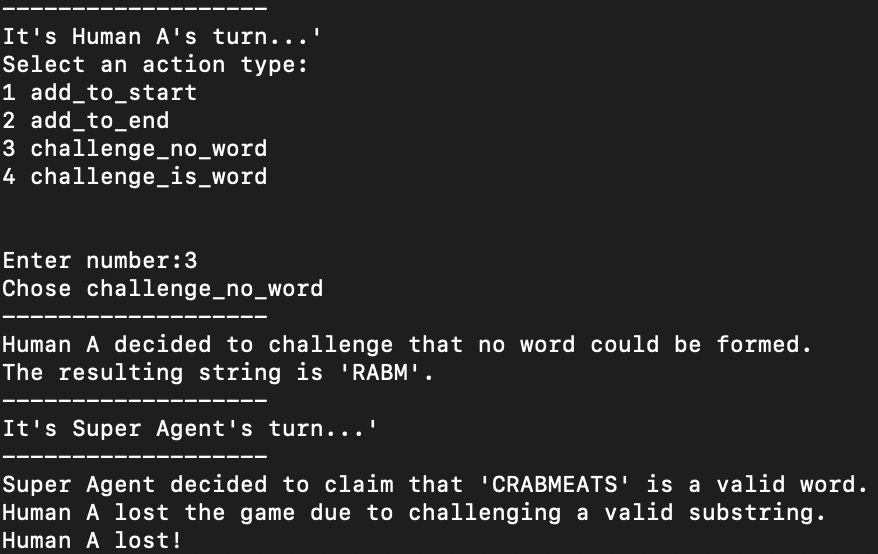 -------------------
It's Human A's turn...'
Select an action type:
1 add_to_start
2 add_to_end
3 challenge_no_word
4 challenge_is_word
Enter number:3
Chose challenge_no_word
-------------------
Human A decided to challenge that no word could be formed.
The resulting string is 'RABM'.
-------------------
It's Super Agent's turn...'
-------------------
Super Agent decided to claim that 'CRABMEATS' is a valid word.
Human A lost the game due to challenging a valid substring.
Human A lost!